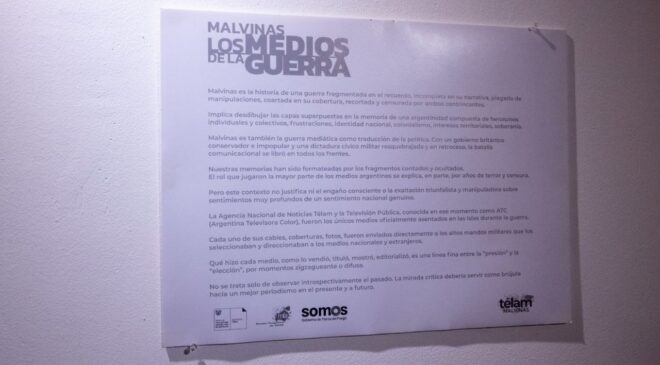 MALVINAS
LOS MEDIOS
DE LA GUERRA
Malvinas es la historia de una guerra fragmentada en el recuerdo, incompleta en su narrativa, plagada de
manipulaciones, coartada en su cobertura, recortada y censurada por ambos contrincantes.
Implica desdibujar las capas superpuestas en la memoria de una argentinidad compuesta de heroísmos
individuales y colectivos, frustraciones, identidad nacional, colonialismo, intereses territoriales, soberanía.
Malvinas es también la guerra mediática como traducción de la política. Con un gobierno británico
conservador e impopular y una dictadura cívico militar resquebrajada y en retroceso, la batalla
comunicacional se libró en todos los frentes.
Nuestras memorias han sido formateadas por los fragmentos contados y ocultados.
El rol que jugaron la mayor parte de los medios argentinos se explica, en parte, por años de terror y censura.
Pero este contexto no justifica ni el engaño consciente o la exaltación triunfalista y manipuladora sobre
sentimientos muy profundos de un sentimiento nacional genuino.
La Agencia Nacional de Noticias Télam y la Televisión Pública, conocida en ese momento como ATC
(Argentina Televisora Color), fueron los únicos medios oficialmente asentados en las Islas durante la guerra.
Cada uno de sus cables, coberturas, fotos, fueron enviados directamente a los altos mandos militares que los
seleccionaban y direccionaban a los medios nacionales y extranjeros.
Qué hizo cada medio, como lo vendió, tituló, mostró, editorializó, es una línea fina entre la "presión" y la
"elección", por momentos zigzagueante o difusa.
No se trata solo de observar introspectivamente el pasado. La mirada crítica debería servir como brújula
hacia un mejor periodismo en el presente y a futuro.
somos
Gobierno de Tierra del Fuego
télam
MALVINAS